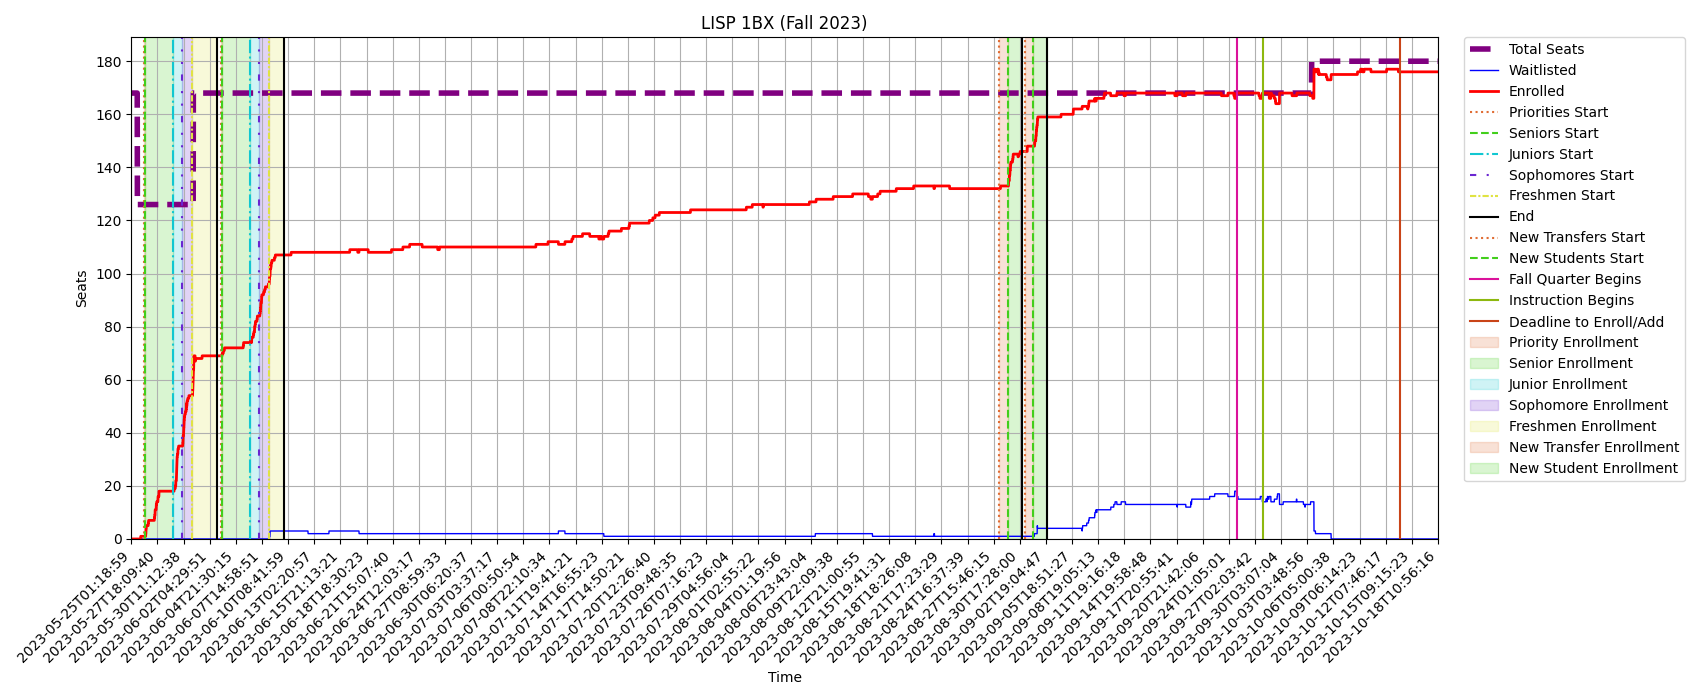 LISP 1BX (Fall 2023)
Seats
180
160
140
120
100
80
60
40
20
0
2023-05-25T01:18:59
2023-05-27T18:09:40
2023-05-30T11:12:38
2023-06-02T04:29:51
2023-06-04T21:30:15
2023-06-07T14:58:51
2023-06-10T08:41:59
2023-06-13T02:20:57
2023-06-15T21:13:21
2023-06-18T18:30:23
2023-06-21T15:07:40
2023-06-24T12:03:17
2023-06-27T08:59:33
2023-06-30T06:20:37
2023-07-03T03:37:17
2023-07-06T00:50:54
2023-07-08T22:10:34
2023-07-11T19:41:21
2023-07-14T16:55:23
2023-07-17T14:50:21
2023-07-20T12:26:40
2023-07-23T09:48:35
2023-07-26T07:16:23
2023-07-29T04:56:04
2023-08-01T02:55:22
2023-08-04T01:19:56
2023-08-06T23:43:04
2023-08-09T22:09:38
2023-08-12T21:00:55
2023-08-15T19:41:31
2023-08-18T18:26:08
2023-08-21T17:23:29
2023-08-24T16:37:39
2023-08-27T15:46:15
2023-08-30T17:28:00
2023-09-02T19:04:47
2023-09-05T18:51:27
2023-09-08T19:05:13
2023-09-11T19:16:18
2023-09-14T19:58:48
2023-09-17T20:55:41
2023-09-20T21:42:06
2023-09-24T01:05:01
2023-09-27T02:03:42
2023-09-30T03:07:04
2023-10-03T03:48:56
2023-10-06T05:00:38
2023-10-09T06:14:23
2023-10-12T07:46:17
2023-10-15T09:15:23
2023-10-18T10:56:16
Time
Total Seats
Waitlisted
Enrolled
Priorities Start
Seniors Start
Juniors Start
Sophomores Start
Freshmen Start
End
New Transfers Start
New Students Start
Fall Quarter Begins
Instruction Begins
Deadline to Enroll/Add
Priority Enrollment
Senior Enrollment
Junior Enrollment
Sophomore Enrollment
Freshmen Enrollment
New Transfer Enrollment
New Student Enrollment